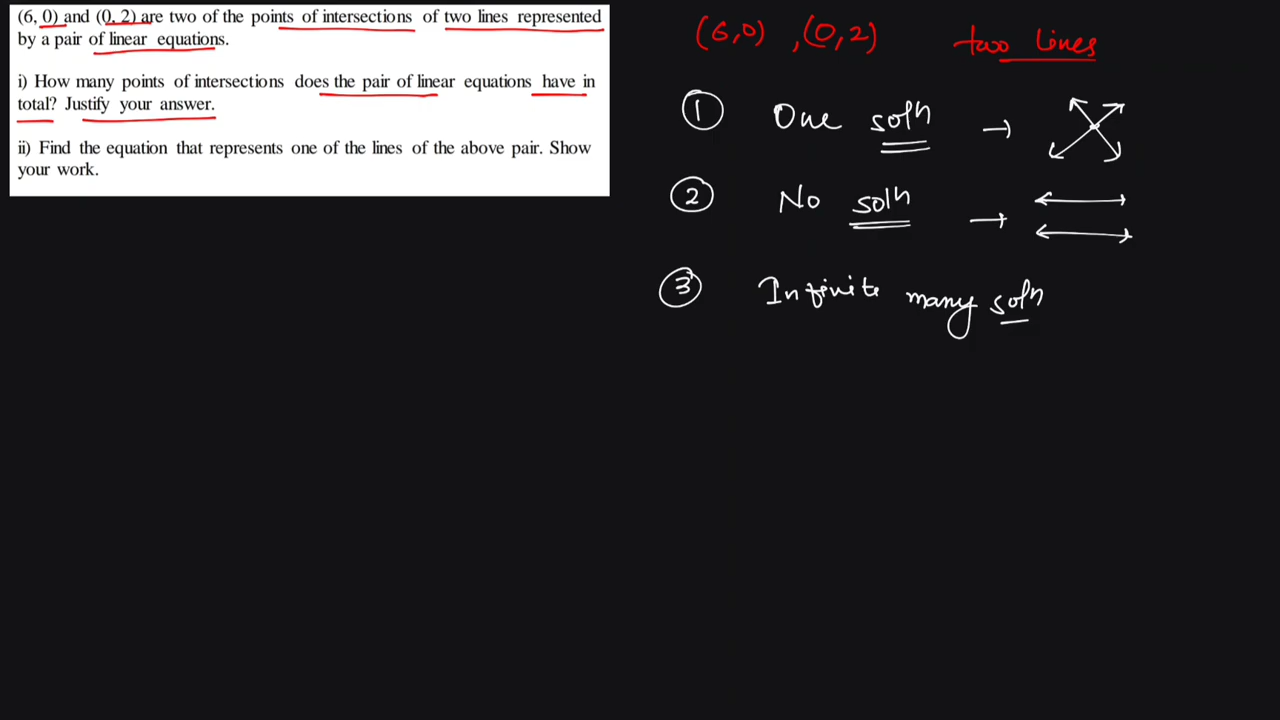 (6, 0) and (0, 2) are two of the points of intersections of two lines represented
by a pair of linear equations.
i) How many points of intersections does the pair of linear equations have in
total? Justify your answer.
ii) Find the equation that represents one of the lines of the above pair. Show
your work.
(6,0) , (0,2) two lines
① One soln →
② No soln →
③ Infinite many soln